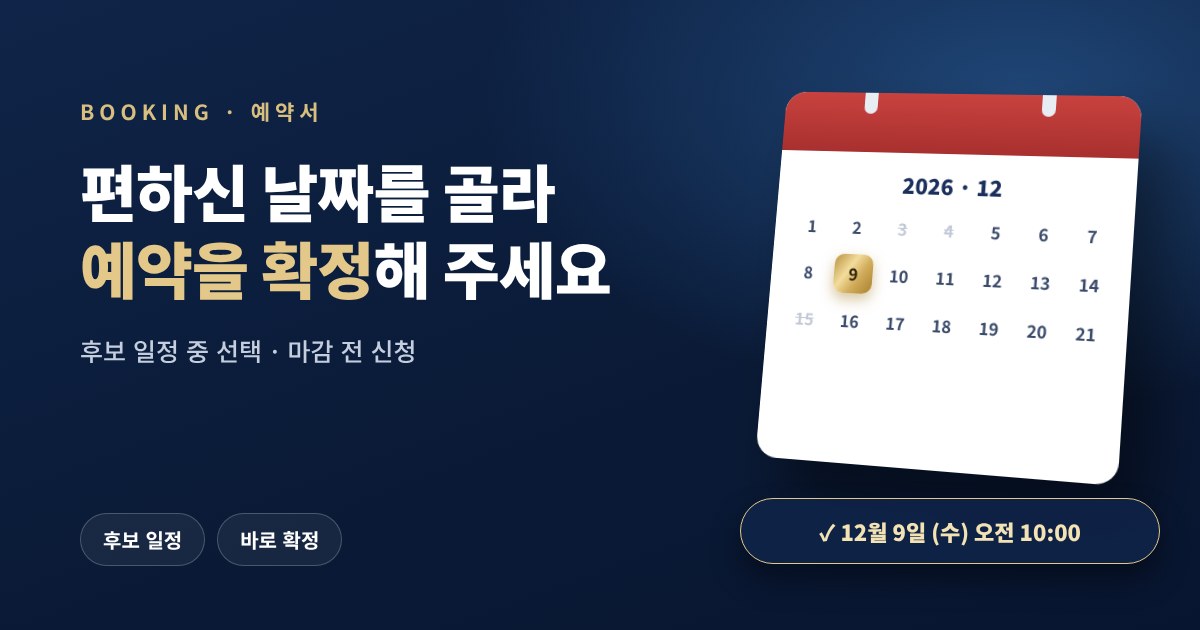 BOOKING · 예약서
편하신 날짜를 골라
예약을 확정해 주세요
후보 일정 중 선택 · 마감 전 신청
후보 일정 바로 확정
2026 · 12
1 2 3 4 5 6 7
8 9 10 11 12 13 14
15 16 17 18 19 20 21
✓ 12월 9일 (수) 오전 10:00